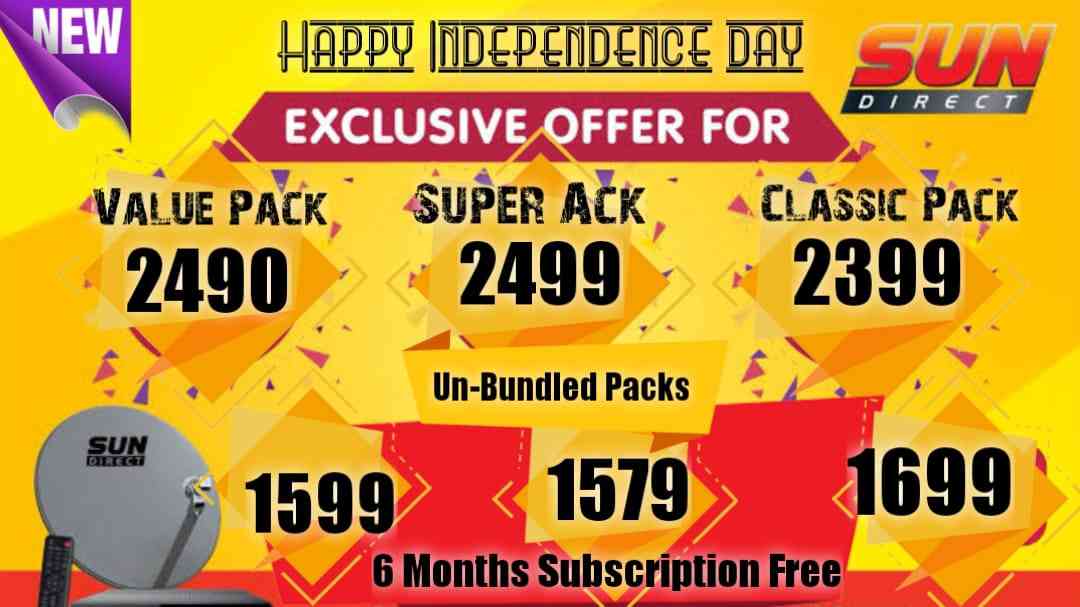 NEW
HAPPY INDEPENDENCE DAY
SUN
DIRECT
EXCLUSIVE OFFER FOR
VALUE PACK
SUPER ACK
CLASSIC PACK
2490
2499
2399
Un-Bundled Packs
SUN
DIRECT
1599
1579
1699
6 Months Subscription Free